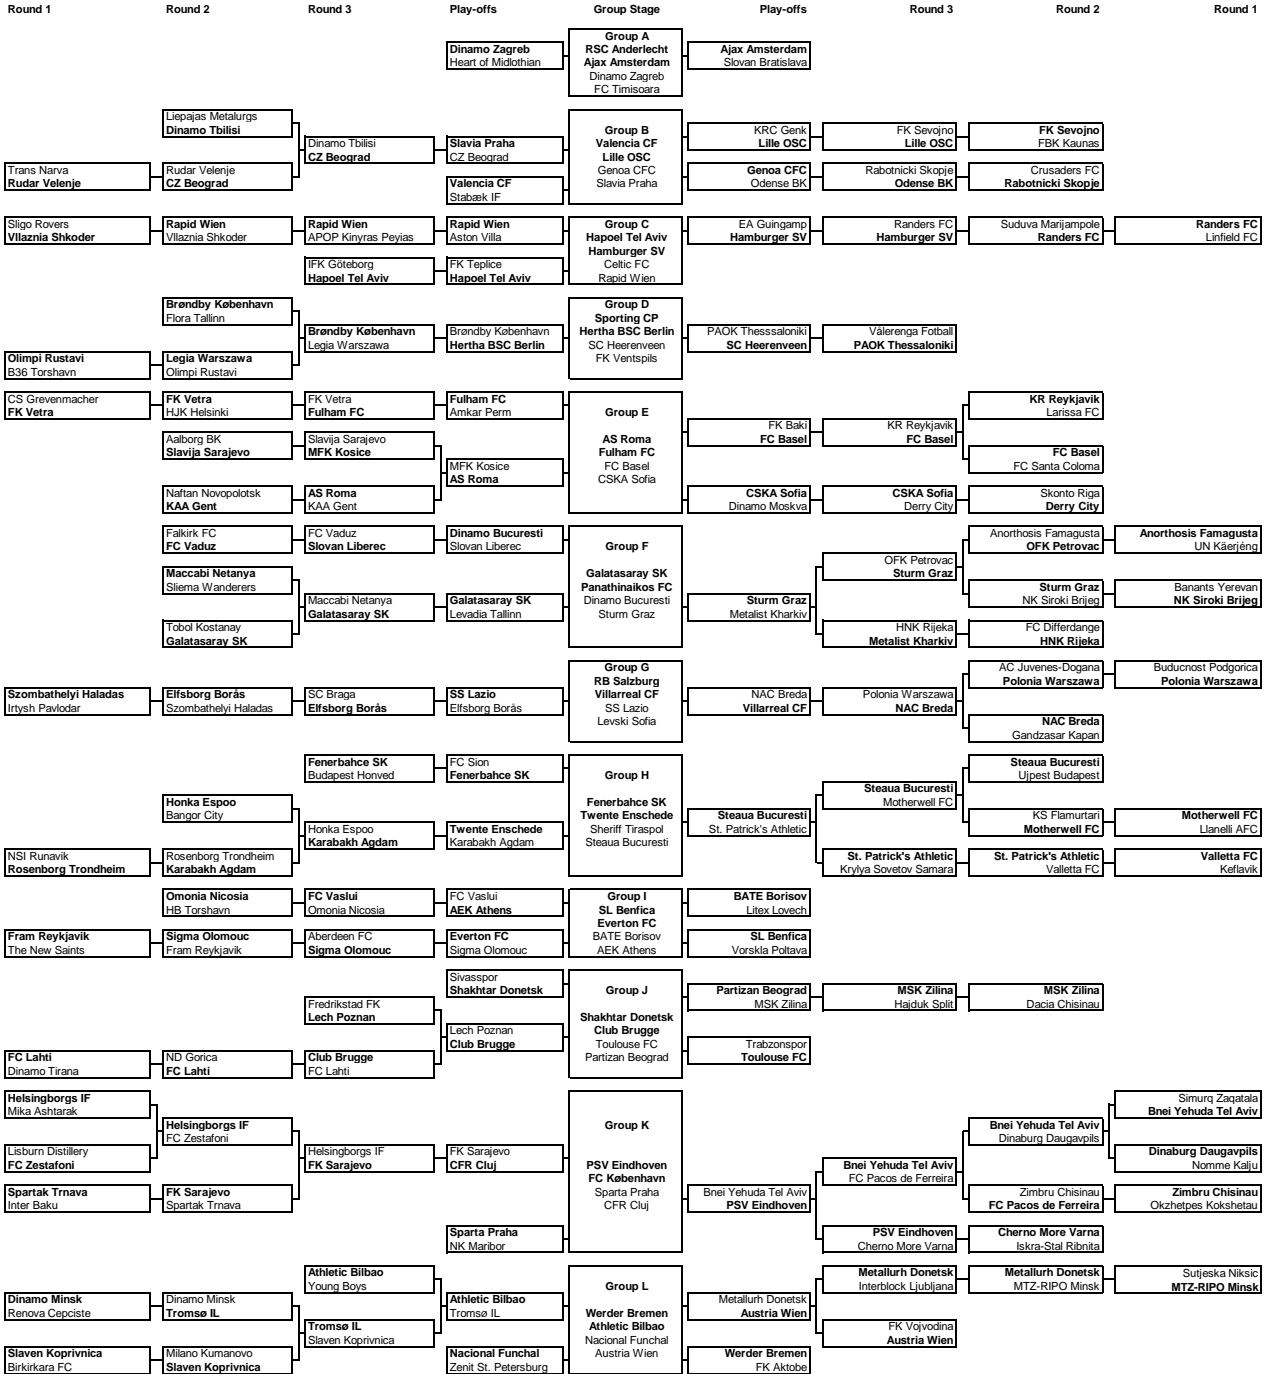 Round 1 Round 2 Round 3 Play-offs Group Stage Play-offs Round 3 Round 2 Round 1
Group A
Dinamo Zagreb RSC Anderlecht Ajax Amsterdam
Heart of Midlothian Ajax Amsterdam Slovan Bratislava
Dinamo Zagreb
FC Timisoara
Liepajas Metalurgs
Dinamo Tbilisi Group B KRC Genk FK Sevojno FK Sevojno
Dinamo Tbilisi Slavia Praha Valencia CF Lille OSC Lille OSC FBK Kaunas
CZ Beograd CZ Beograd Lille OSC
Trans Narva Rudar Velenje Genoa CFC Genoa CFC Rabotnicki Skopje Crusaders FC
Rudar Velenje CZ Beograd Valencia CF Slavia Praha Odense BK Odense BK Rabotnicki Skopje
Stabæk IF
Sligo Rovers Rapid Wien Rapid Wien Rapid Wien Group C EA Guingamp Randers FC Suduva Marijampole Randers FC
Vllaznia Shkoder Vllaznia Shkoder APOP Kinyras Peyias Aston Villa Hapoel Tel Aviv Hamburger SV Hamburger SV Randers FC Linfield FC
Hamburger SV
IFK Göteborg FK Teplice Celtic FC
Hapoel Tel Aviv Hapoel Tel Aviv Rapid Wien
Brøndby København Group D
Flora Tallinn Sporting CP
Brøndby København Brøndby København Hertha BSC Berlin PAOK Thesssaloniki Vålerenga Fotball
Legia Warszawa Hertha BSC Berlin SC Heerenveen SC Heerenveen PAOK Thessaloniki
Olimpi Rustavi Legia Warszawa FK Ventspils
B36 Torshavn Olimpi Rustavi
CS Grevenmacher FK Vetra FK Vetra Fulham FC KR Reykjavik
FK Vetra HJK Helsinki Fulham FC Amkar Perm Group E Larissa FC
FK Baki KR Reykjavik
Aalborg BK Slavija Sarajevo AS Roma FC Basel FC Basel
Slavija Sarajevo MFK Kosice Fulham FC FC Basel
MFK Kosice FC Basel FC Santa Coloma
AS Roma CSKA Sofia
Naftan Novopolotsk AS Roma CSKA Sofia CSKA Sofia Skonto Riga
KAA Gent KAA Gent Dinamo Moskva Derry City Derry City
Falkirk FC FC Vaduz Dinamo Bucuresti Anorthosis Famagusta Anorthosis Famagusta
FC Vaduz Slovan Liberec Slovan Liberec Group F OFK Petrovac UN Käerjéng
OFK Petrovac
Maccabi Netanya Galatasaray SK Sturm Graz
Sliema Wanderers Panathinaikos FC Sturm Graz Banants Yerevan
Maccabi Netanya Galatasaray SK Dinamo Bucuresti Sturm Graz NK Siroki Brijeg NK Siroki Brijeg
Galatasaray SK Levadia Tallinn Sturm Graz Metalist Kharkiv
Tobol Kostanay HNK Rijeka FC Differdange
Galatasaray SK Metalist Kharkiv HNK Rijeka
Group G AC Juvenes-Dogana Buducnost Podgorica
RB Salzburg Polonia Warszawa Polonia Warszawa
Szombathelyi Haladas Elfsborg Borås SC Braga SS Lazio Villarreal CF NAC Breda Polonia Warszawa
Irtysh Pavlodar Szombathelyi Haladas Elfsborg Borås Elfsborg Borås SS Lazio Villarreal CF NAC Breda
Levski Sofia NAC Breda
Gandzasar Kapan
Fenerbahce SK FC Sion Steaua Bucuresti
Budapest Honved Fenerbahce SK Group H Ujpest Budapest
Steaua Bucuresti
Honka Espoo Fenerbahce SK Motherwell FC
Bangor City Twente Enschede Steaua Bucuresti KS Flamurtari Motherwell FC
Honka Espoo Twente Enschede Sheriff Tiraspol St. Patrick's Athletic Motherwell FC Llanelli AFC
Karabakh Agdam Karabakh Agdam Steaua Bucuresti
NSI Runavik Rosenborg Trondheim St. Patrick's Athletic St. Patrick's Athletic Valletta FC
Rosenborg Trondheim Karabakh Agdam Krylya Sovetov Samara Valletta FC Keflavik
Omonia Nicosia FC Vaslui FC Vaslui Group I BATE Borisov
HB Torshavn Omonia Nicosia AEK Athens SL Benfica Litex Lovech
Everton FC
Fram Reykjavik Sigma Olomouc Aberdeen FC Everton FC BATE Borisov SL Benfica
The New Saints Fram Reykjavik Sigma Olomouc Sigma Olomouc AEK Athens Vorskla Poltava
Sivasspor
Shakhtar Donetsk Group J Partizan Beograd MSK Zilina MSK Zilina
Fredrikstad FK MSK Zilina Hajduk Split Dacia Chisinau
Lech Poznan Shakhtar Donetsk
Lech Poznan Club Brugge
Club Brugge Toulouse FC Trabzonspor
FC Lahti ND Gorica Club Brugge Partizan Beograd Toulouse FC
Dinamo Tirana FC Lahti FC Lahti
Helsingborgs IF Simurq Zaqatala
Mika Ashtarak Bnei Yehuda Tel Aviv
Helsingborgs IF Group K Bnei Yehuda Tel Aviv
FC Zestafoni Dinaburg Daugavpils
Lisburn Distillery Helsingborgs IF FK Sarajevo Dinaburg Daugavpils
FC Zestafoni FK Sarajevo CFR Cluj PSV Eindhoven Bnei Yehuda Tel Aviv Nomme Kalju
FC København FC Pacos de Ferreira
Spartak Trnava FK Sarajevo Sparta Praha Bnei Yehuda Tel Aviv Zimbru Chisinau Zimbru Chisinau
Inter Baku Spartak Trnava CFR Cluj PSV Eindhoven FC Pacos de Ferreira Okzhetpes Kokshetau
Sparta Praha PSV Eindhoven Cherno More Varna
NK Maribor Cherno More Varna Iskra-Stal Ribnita
Athletic Bilbao Metallurh Donetsk Metallurh Donetsk Sutjeska Niksic
Young Boys Group L Interblock Ljubljana MTZ-RIPO Minsk MTZ-RIPO Minsk
Dinamo Minsk Dinamo Minsk Athletic Bilbao Metallurh Donetsk
Renova Cepciste Tromsø IL Tromsø IL Werder Bremen Austria Wien
Tromsø IL Athletic Bilbao FK Vojvodina
Slaven Koprivnica Nacional Funchal Austria Wien
Slaven Koprivnica Milano Kumanovo Nacional Funchal Austria Wien Werder Bremen
Birkirkara FC Slaven Koprivnica Zenit St. Petersburg FK Aktobe